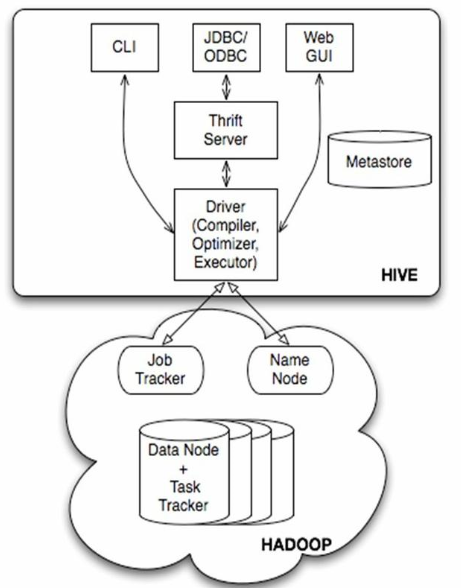 CLI
JDBC/
ODBC
Web
GUI
Thrift
Server
Metastore
Driver
(Compiler,
Optimizer,
Executor)
HIVE
Job
Tracker
Name
Node
Data Node
+
Task
Tracker
HADOOP